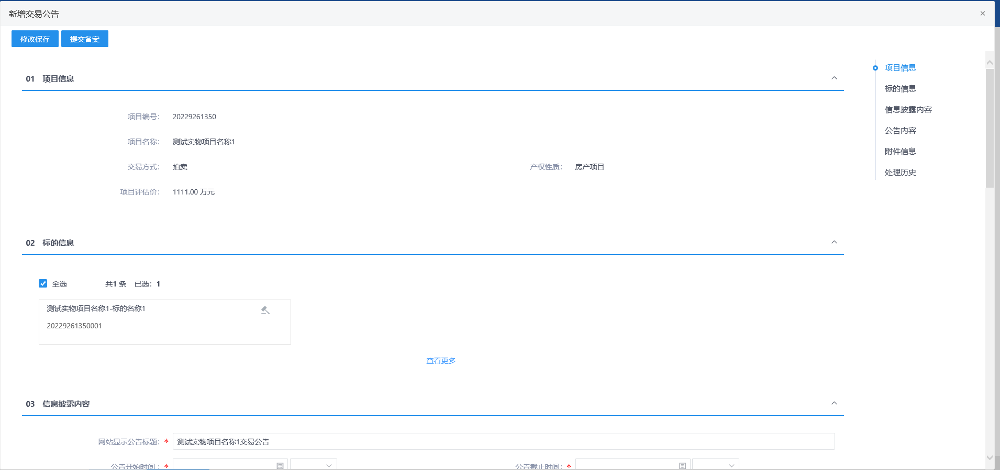 新增交易公告
修改保存 提交备案
01 项目信息
项目编号： 20229261350
项目名称： 测试实物项目名称1
交易方式： 拍卖 产权性质： 房产项目
项目评估价： 1111.00 万元
02 标的信息
全选 共1 条 已选：1
测试实物项目名称1-标的名称1
20229261350001
查看更多
03 信息披露内容
网站显示公告标题：* 测试实物项目名称1交易公告
公告开始时间：* 公告截止时间：*
项目信息
标的信息
信息披露内容
公告内容
附件信息
处理历史